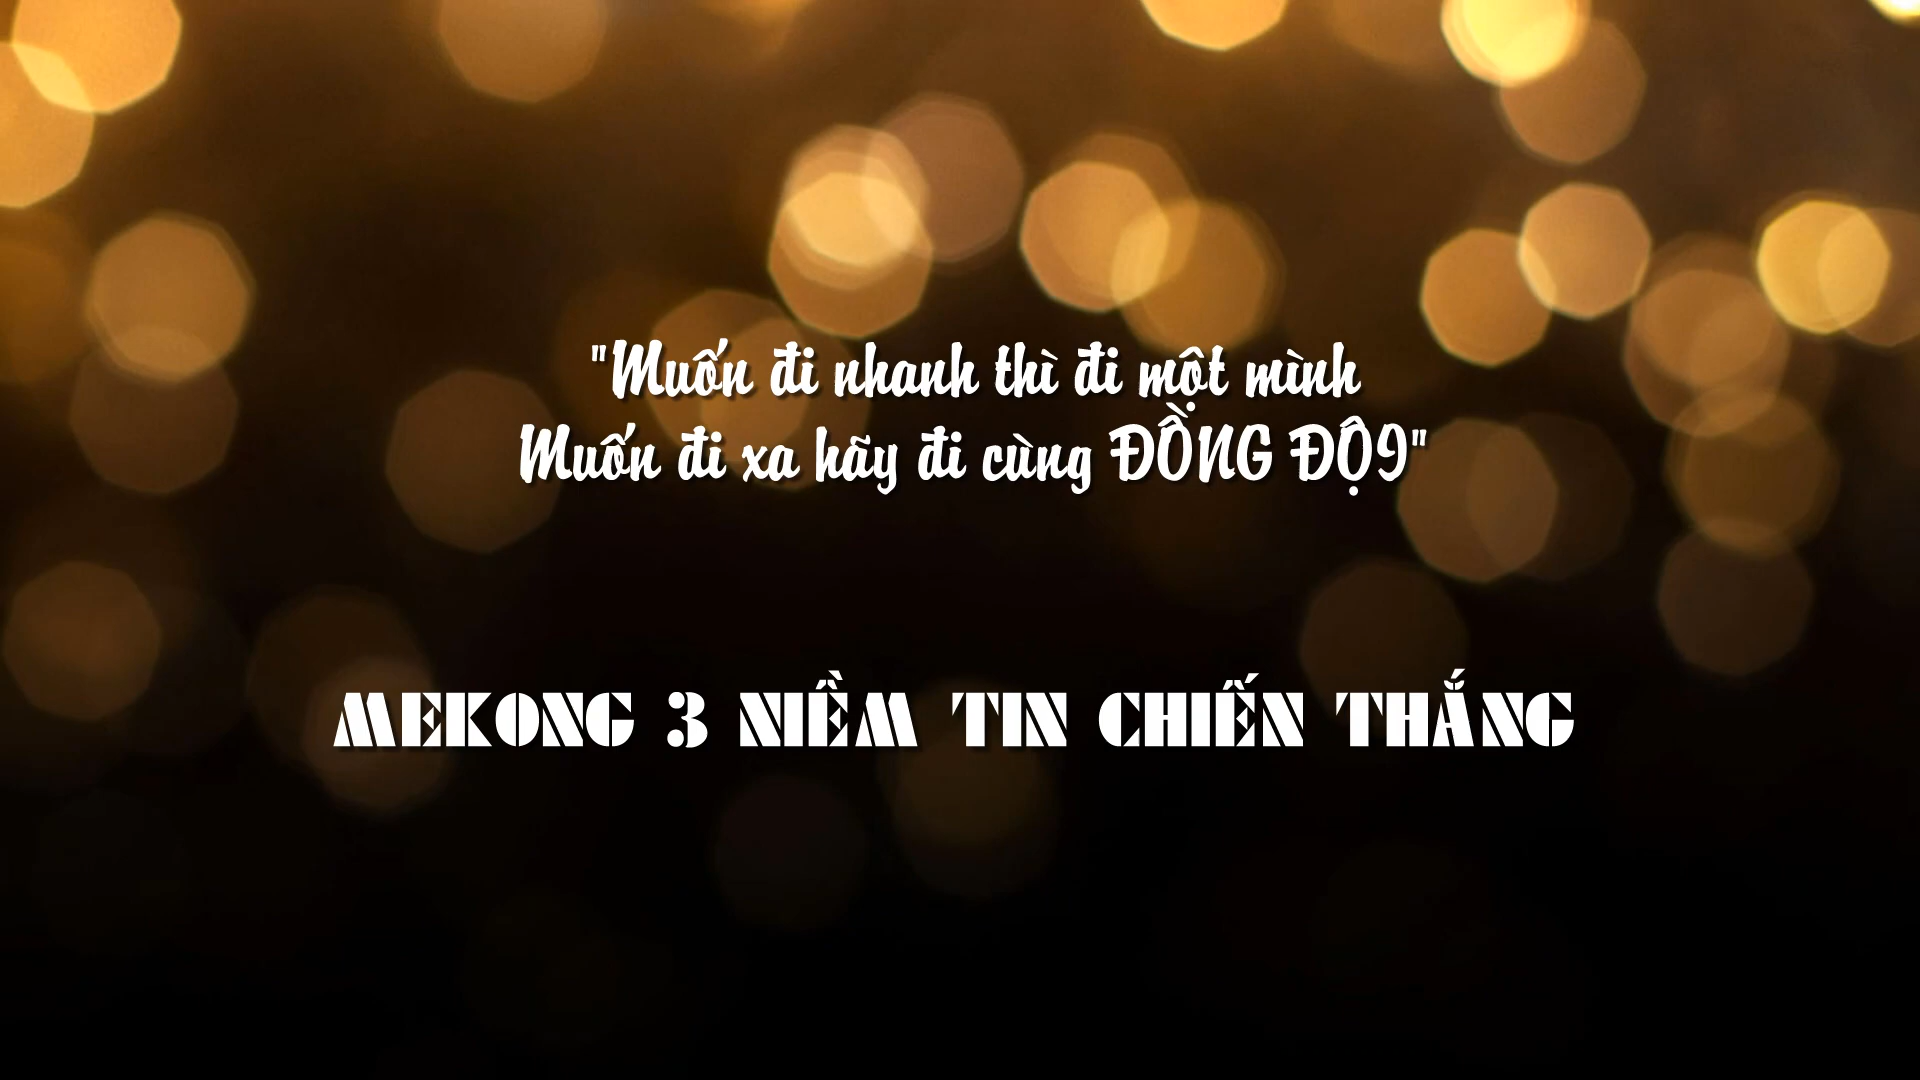 "Muốn đi nhanh thì đi một mình
Muốn đi xa hãy đi cùng ĐỒNG ĐỘI"
MEKONG 3 NIỀM TIN CHIẾN THẮNG